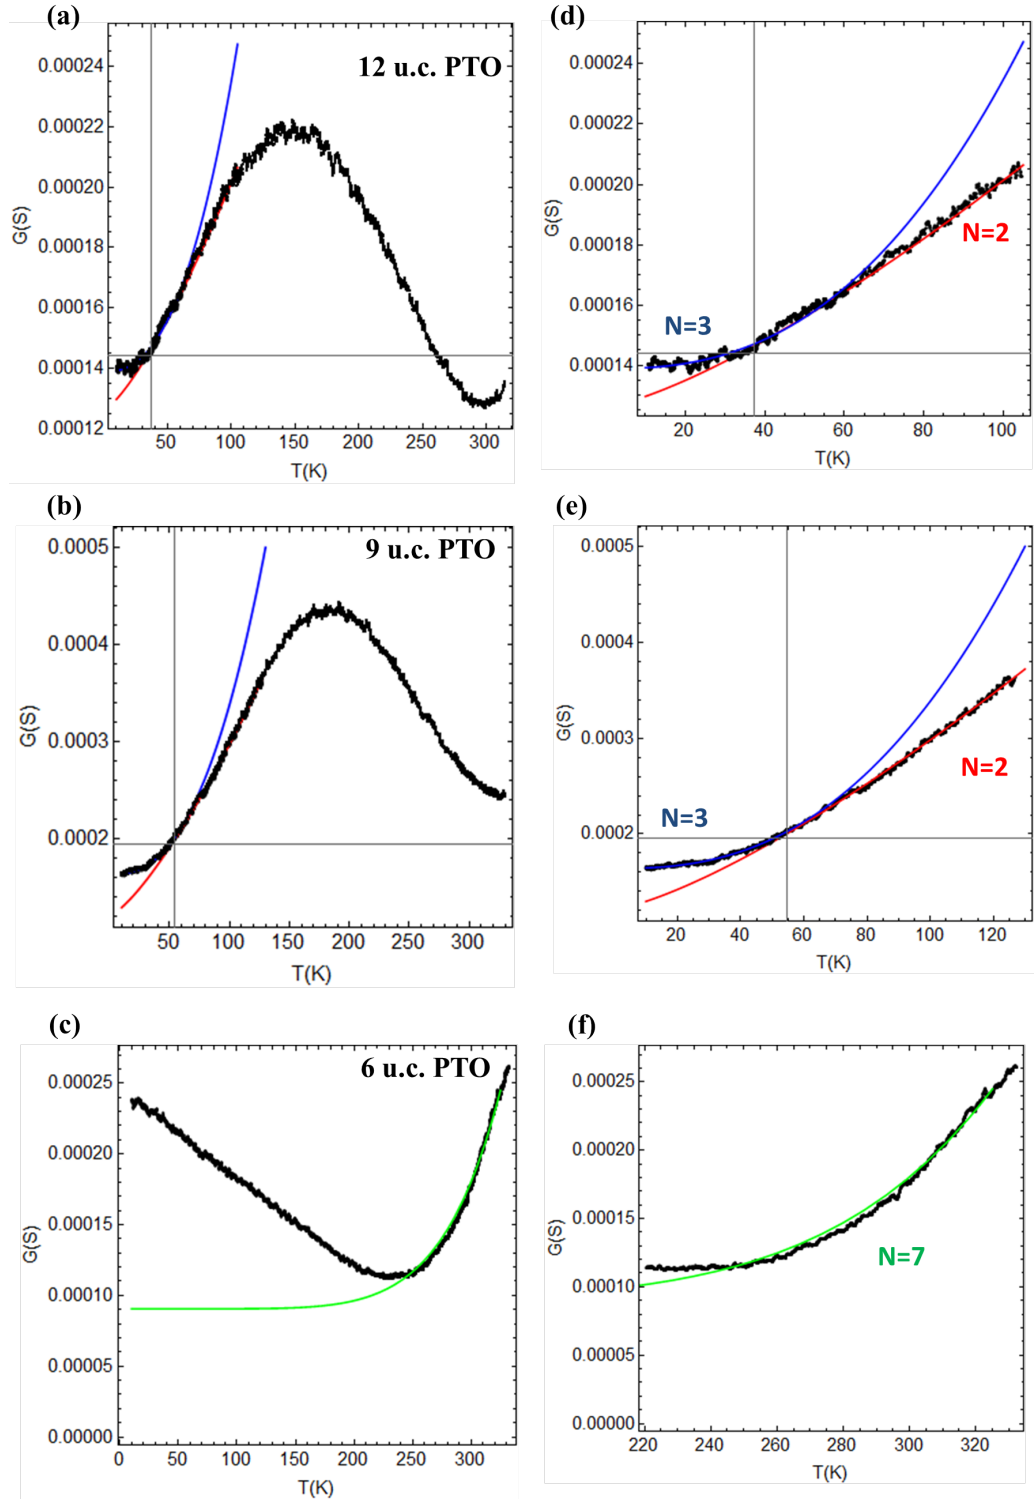 (a)
12 u.c. PTO
0.00024
0.00022
0.00020
0.00018
0.00016
0.00014
0.00012
G(S)
50 100 150 200 250 300
T(K)
(d)
0.00024
0.00022
0.00020
0.00018
0.00016
0.00014
G(S)
N=2
N=3
20 40 60 80 100
T(K)
(b)
9 u.c. PTO
0.0005
0.0004
0.0003
0.0002
G(S)
50 100 150 200 250 300
T(K)
(e)
0.0005
0.0004
0.0003
0.0002
G(S)
N=2
N=3
20 40 60 80 100 120
T(K)
(c)
6 u.c. PTO
0.00025
0.00020
0.00015
0.00010
0.00005
0.00000
G(S)
0 50 100 150 200 250 300
T(K)
(f)
0.00025
0.00020
0.00015
0.00010
0.00005
0.00000
G(S)
N=7
220 240 260 280 300 320
T(K)